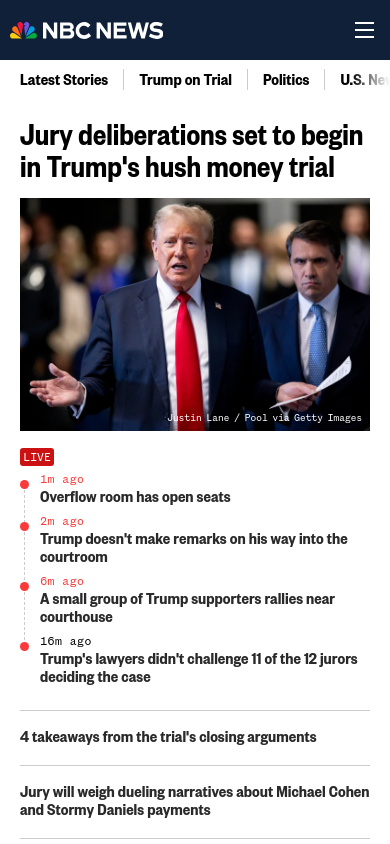 NBC NEWS
Latest Stories
Trump on Trial
Politics
U.S. Ne
Jury deliberations set to begin
in Trump's hush money trial
Justin Lane / Pool via Getty Images
LIVE
1m ago
Overflow room has open seats
2m ago
Trump doesn't make remarks on his way into the
courtroom
6m ago
A small group of Trump supporters rallies near
courthouse
16m ago
Trump's lawyers didn't challenge 11 of the 12 jurors
deciding the case
4 takeaways from the trial's closing arguments
Jury will weigh dueling narratives about Michael Cohen
and Stormy Daniels payments